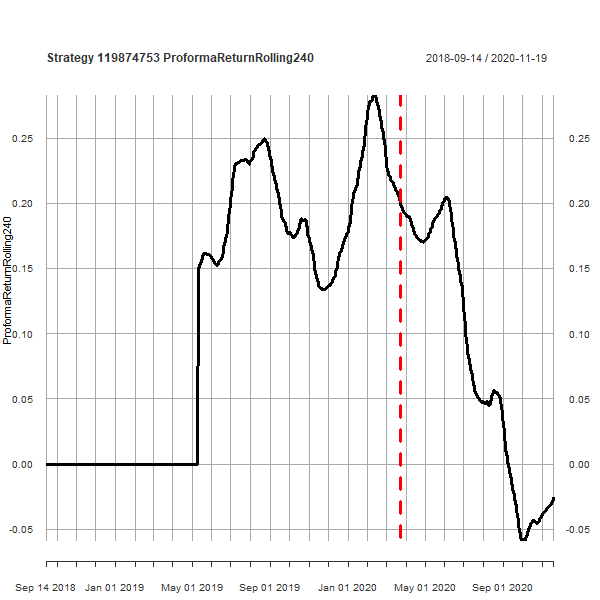 Strategy 119874753 ProformaReturnRolling240
2018-09-14 / 2020-11-19
ProformaReturnRolling240
0.25
0.20
0.15
0.10
0.05
0.00
-0.05
0.25
0.20
0.15
0.10
0.05
0.00
-0.05
Sep 14 2018
Jan 01 2019
May 01 2019
Sep 01 2019
Jan 01 2020
May 01 2020
Sep 01 2020